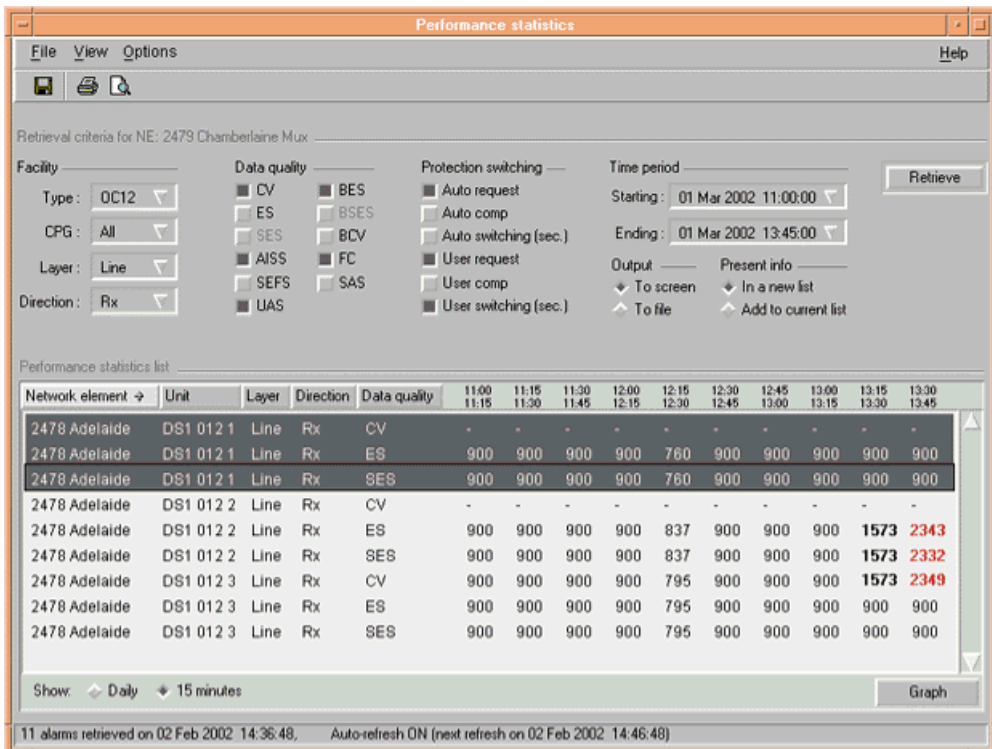 Performance statistics
File View Options Help
Retrieval criteria for NE: 2479 Chamberlaine Mux
Facility Data quality Protection switching Time period Retrieve
Type : OC12 CV BES Auto request Starting : 01 Mar 2002 11:00:00
ES BSES Auto comp
CPG : All SES BCV Auto switching (sec.) Ending : 01 Mar 2002 13:45:00
Layer : Line AISS FC User request Output Present info
SEFS SAS User comp To screen In a new list
Direction : Rx UAS User switching (sec.) To file Add to current list
Performance statistics list
Network element → Unit Layer Direction Data quality 11:00 11:15 11:30 12:00 12:15 12:30 12:45 13:00 13:15 13:30
11:15 11:30 11:45 12:15 12:30 12:45 13:00 13:15 13:30 13:45
2478 Adelaide DS1 012 1 Line Rx CV - - - - - - - - - -
2478 Adelaide DS1 012 1 Line Rx ES 900 900 900 900 760 900 900 900 900 900
2478 Adelaide DS1 012 1 Line Rx SES 900 900 900 900 760 900 900 900 900 900
2478 Adelaide DS1 012 2 Line Rx CV - - - - - - - - - -
2478 Adelaide DS1 012 2 Line Rx ES 900 900 900 900 837 900 900 900 1573 2343
2478 Adelaide DS1 012 2 Line Rx SES 900 900 900 900 837 900 900 900 1573 2332
2478 Adelaide DS1 012 3 Line Rx CV 900 900 900 900 795 900 900 900 1573 2349
2478 Adelaide DS1 012 3 Line Rx ES 900 900 900 900 795 900 900 900 900 900
2478 Adelaide DS1 012 3 Line Rx SES 900 900 900 900 795 900 900 900 900 900
Show: Daily 15 minutes Graph
11 alarms retrieved on 02 Feb 2002 14:36:48, Auto-refresh ON (next refresh on 02 Feb 2002 14:46:48)